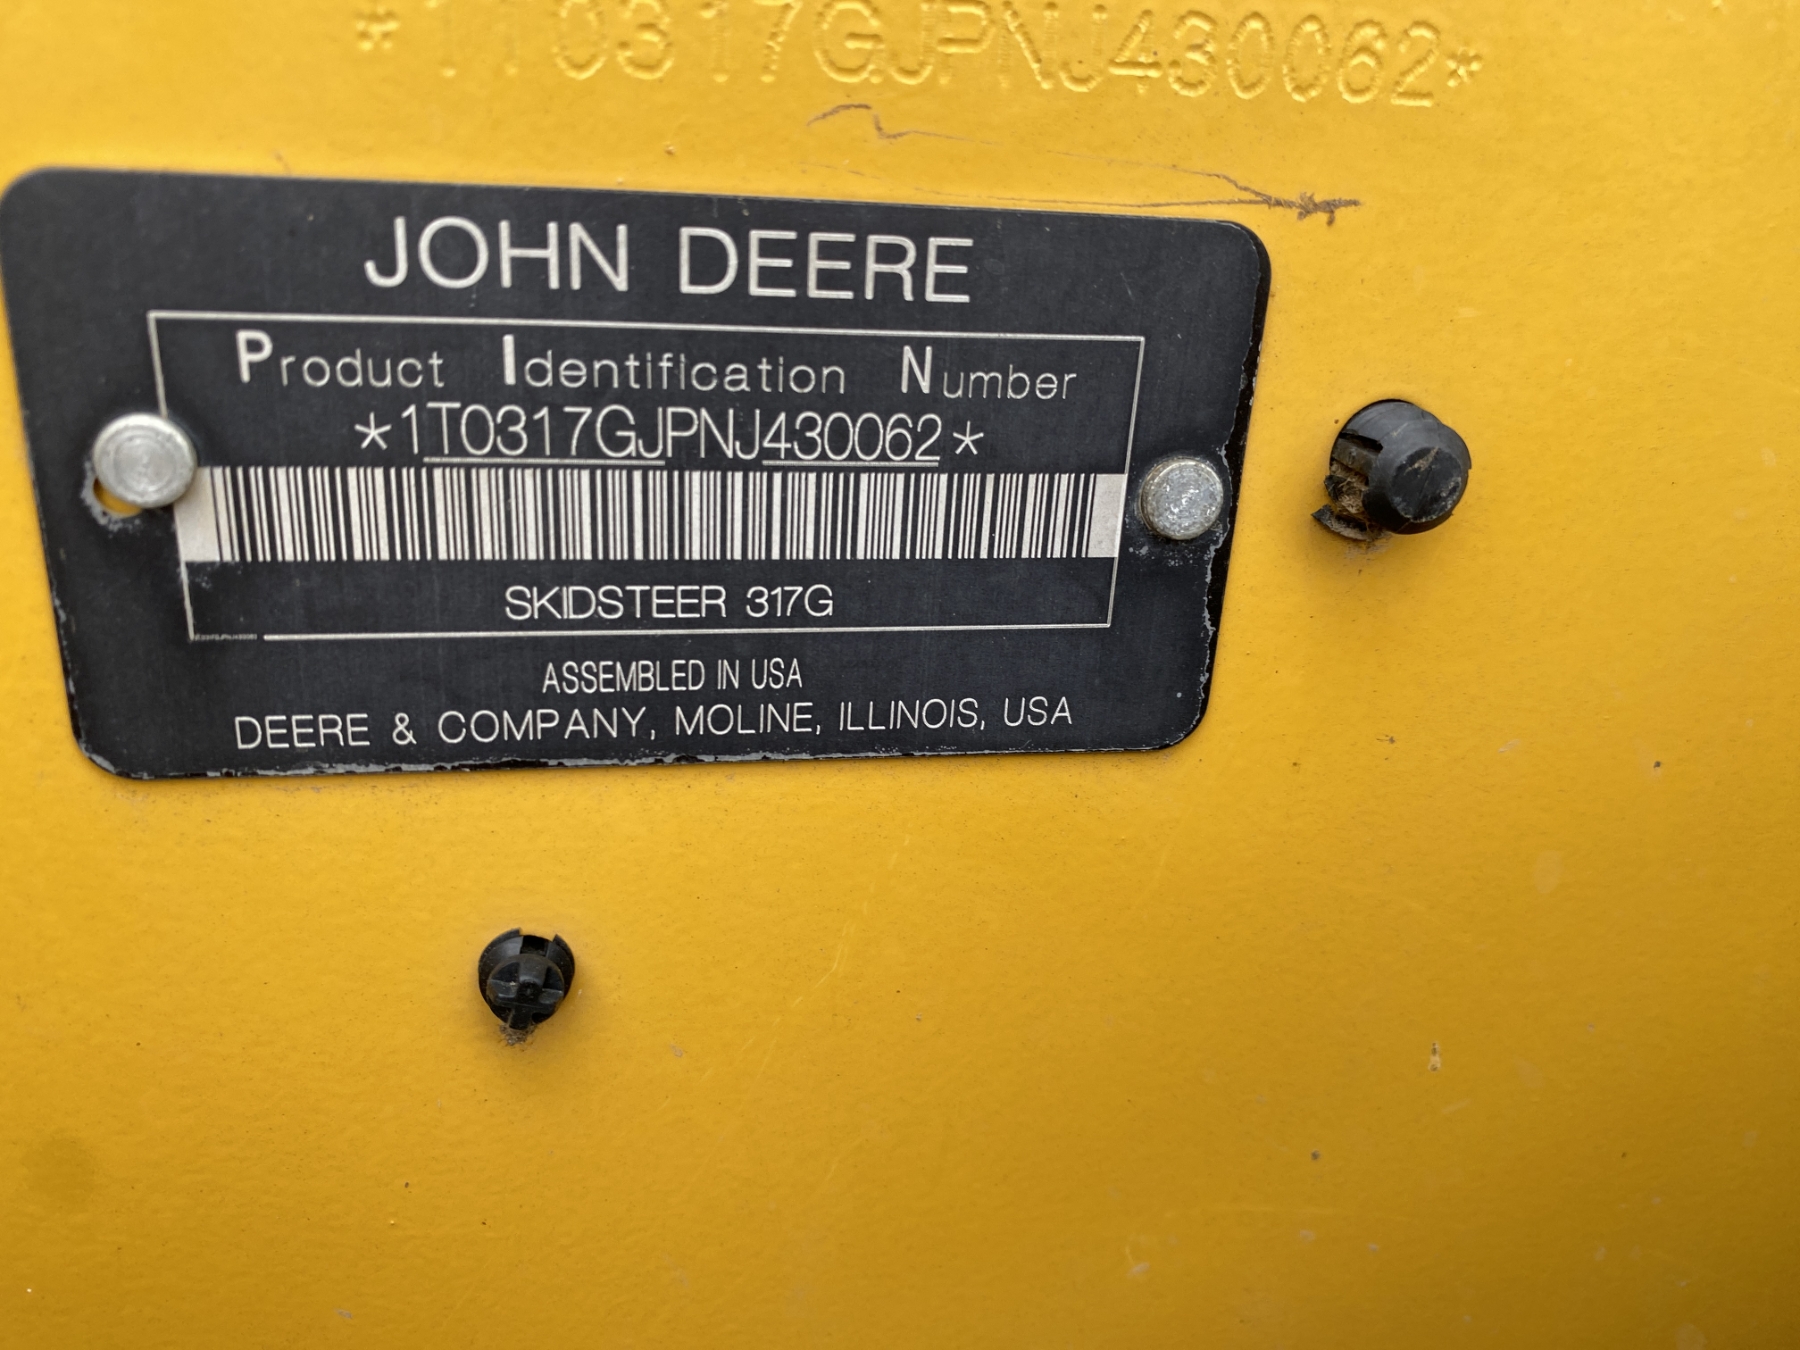 *1T0317GJPNJ430062*
JOHN DEERE
Product Identification Number
*1T0317GJPNJ430062*
SKIDSTEER 317G
ASSEMBLED IN USA
DEERE & COMPANY, MOLINE, ILLINOIS, USA